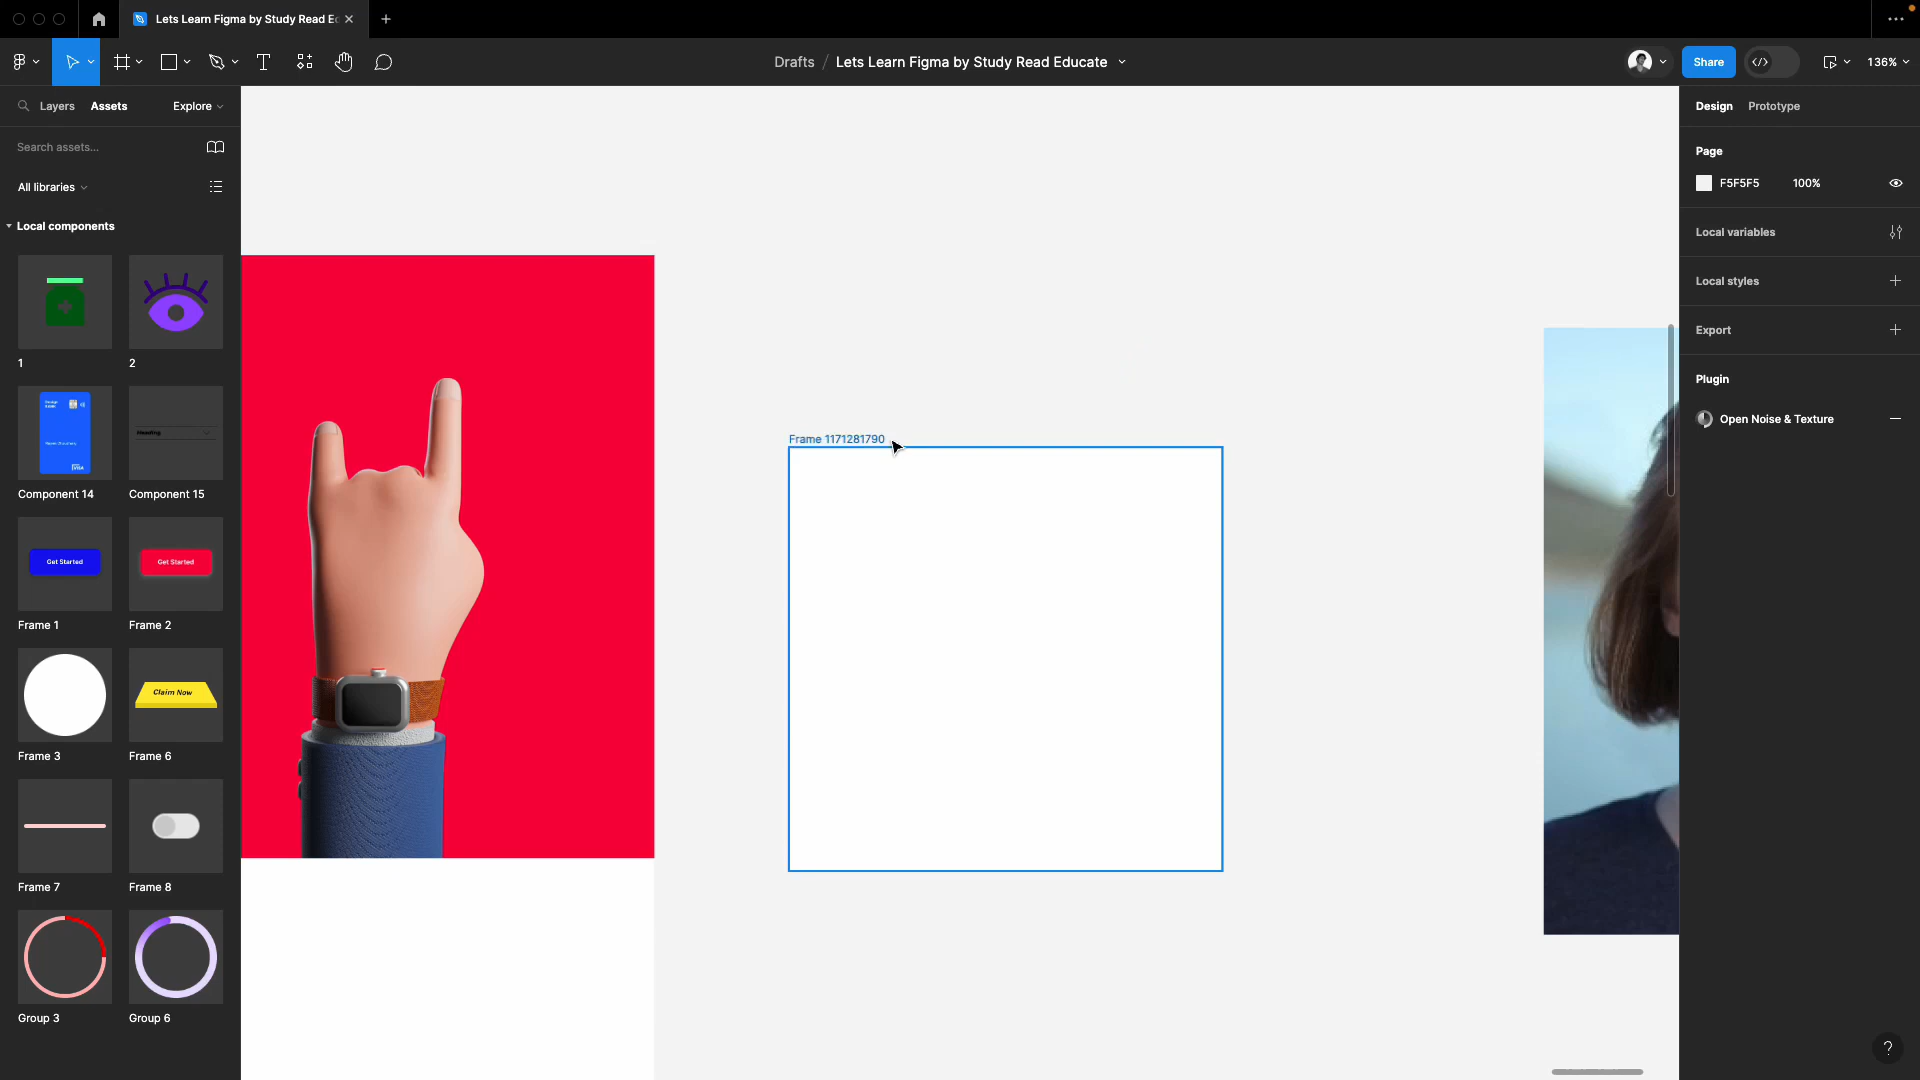 Lets Learn Figma by Study Read Ed
Drafts / Lets Learn Figma by Study Read Educate
Share
136%
Layers
Assets
Explore
Search assets...
All libraries
Local components
1
2
Component 14
Heading
Component 15
Get Started
Frame 1
Get Started
Frame 2
Frame 3
Claim Now
Frame 6
Frame 7
Frame 8
Group 3
Group 6
Frame 1171281790
Design
Prototype
Page
F5F5F5
100%
Local variables
Local styles
Export
Plugin
Open Noise & Texture
?